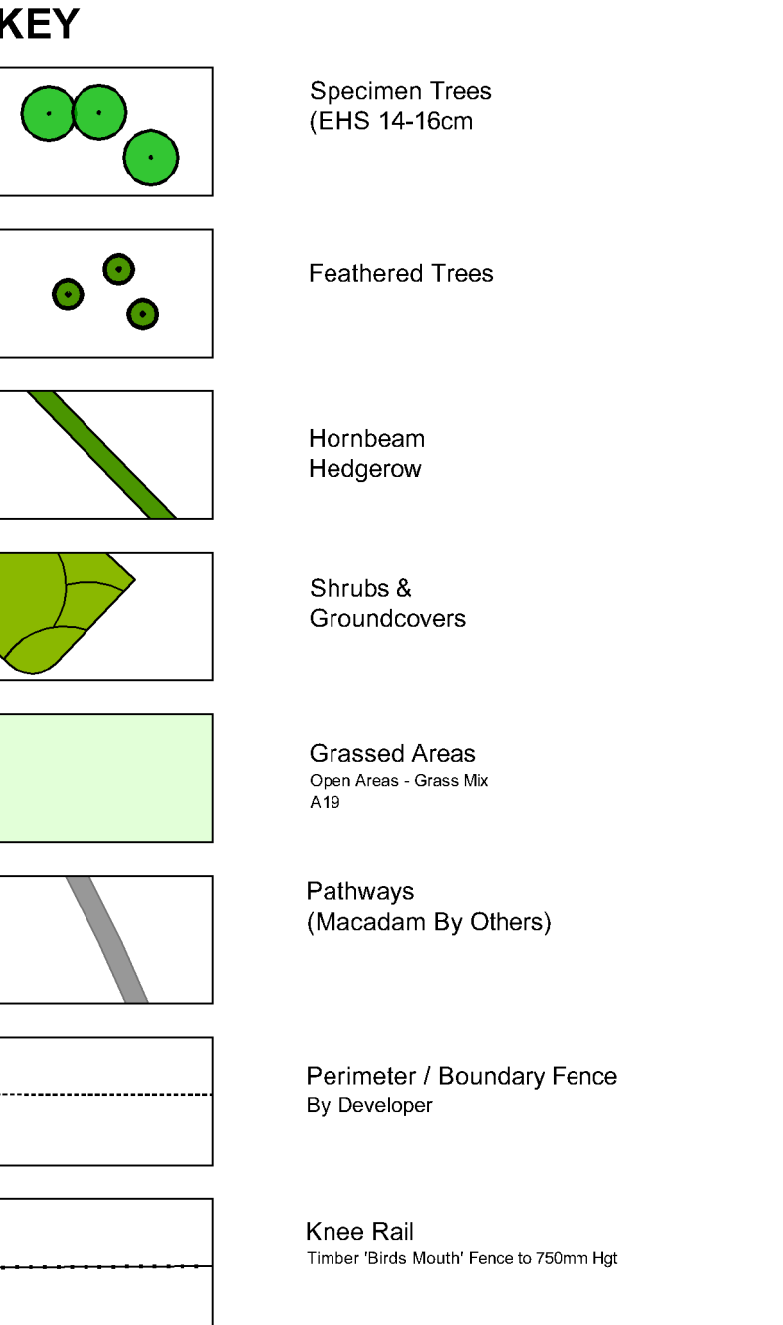 KEY
Specimen Trees
(EHS 14-16cm
Feathered Trees
Hornbeam
Hedgerow
Shrubs &
Groundcovers
Grassed Areas
Open Areas - Grass Mix
A19
Pathways
(Macadam By Others)
Perimeter / Boundary Fence
By Developer
Knee Rail
Timber 'Birds Mouth' Fence to 750mm Hgt